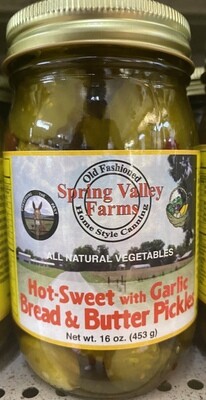 Old Fashioned
Spring Valley
Farms
Home Style Canning
ALL NATURAL VEGETABLES
Hot-Sweet with Garlic
Bread & Butter Pickles
Net wt. 16 oz. (453 g)